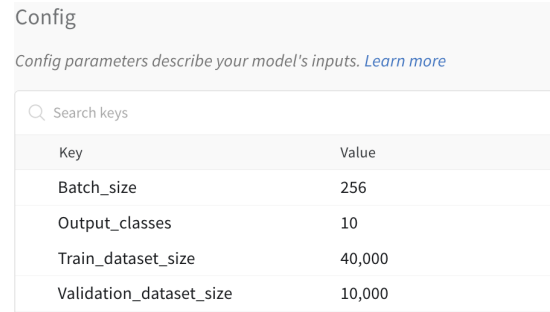 Config
Config parameters describe your model's inputs. Learn more
Search keys
Key Value
Batch_size 256
Output_classes 10
Train_dataset_size 40,000
Validation_dataset_size 10,000